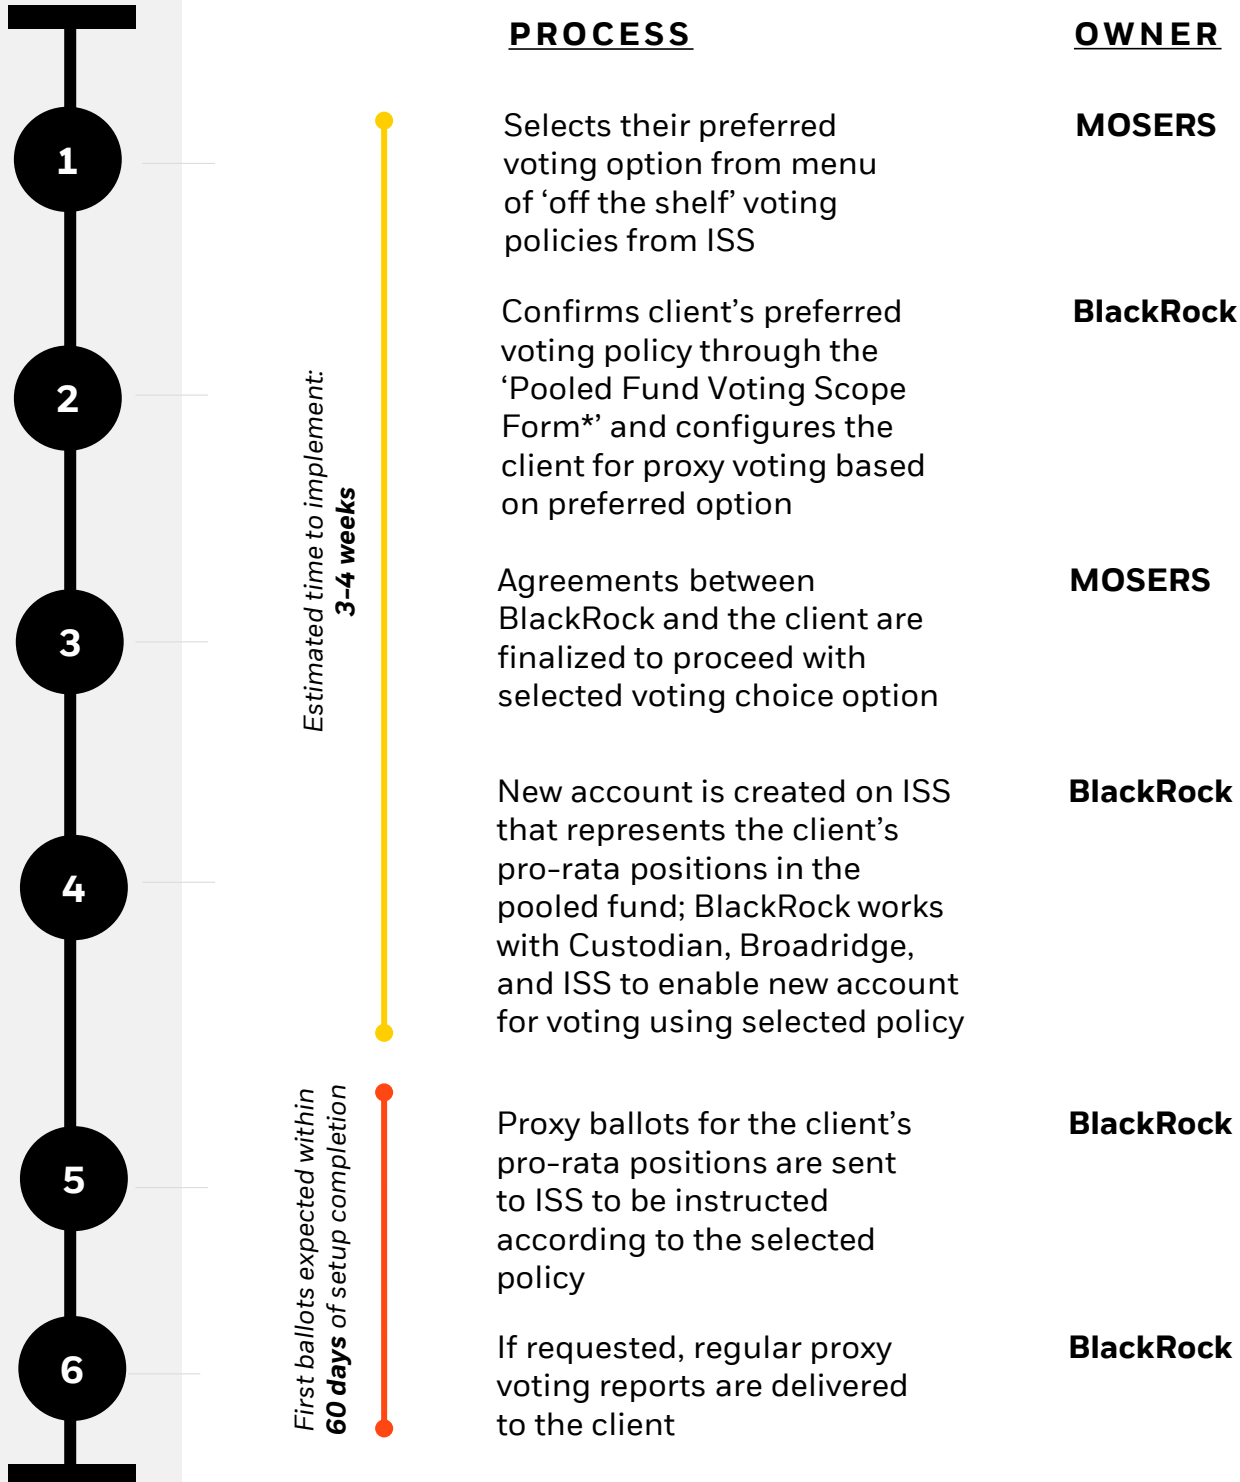 PROCESS OWNER
1
Selects their preferred
voting option from menu
of ‘off the shelf’ voting
policies from ISS
MOSERS
2
Confirms client’s preferred
voting policy through the
‘Pooled Fund Voting Scope
Form*’ and configures the
client for proxy voting based
on preferred option
BlackRock
3
Agreements between
BlackRock and the client are
finalized to proceed with
selected voting choice option
MOSERS
4
New account is created on ISS
that represents the client’s
pro-rata positions in the
pooled fund; BlackRock works
with Custodian, Broadridge,
and ISS to enable new account
for voting using selected policy
BlackRock
Estimated time to implement:
3-4 weeks
5
Proxy ballots for the client’s
pro-rata positions are sent
to ISS to be instructed
according to the selected
policy
BlackRock
6
If requested, regular proxy
voting reports are delivered
to the client
BlackRock
First ballots expected within
60 days of setup completion